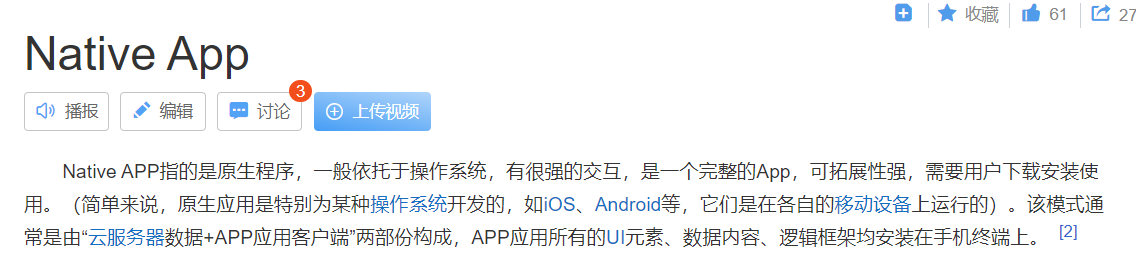 收藏 61 27
Native App
播报 编辑 讨论 3 上传视频
Native APP指的是原生程序，一般依托于操作系统，有很强的交互，是一个完整的App，可拓展性强，需要用户下载安装使
用。（简单来说，原生应用是特别为某种操作系统开发的，如iOS、Android等，它们是在各自的移动设备上运行的）。该模式通
常是由“云服务器数据+APP应用客户端”两部份构成，APP应用所有的UI元素、数据内容、逻辑框架均安装在手机终端上。 [2]